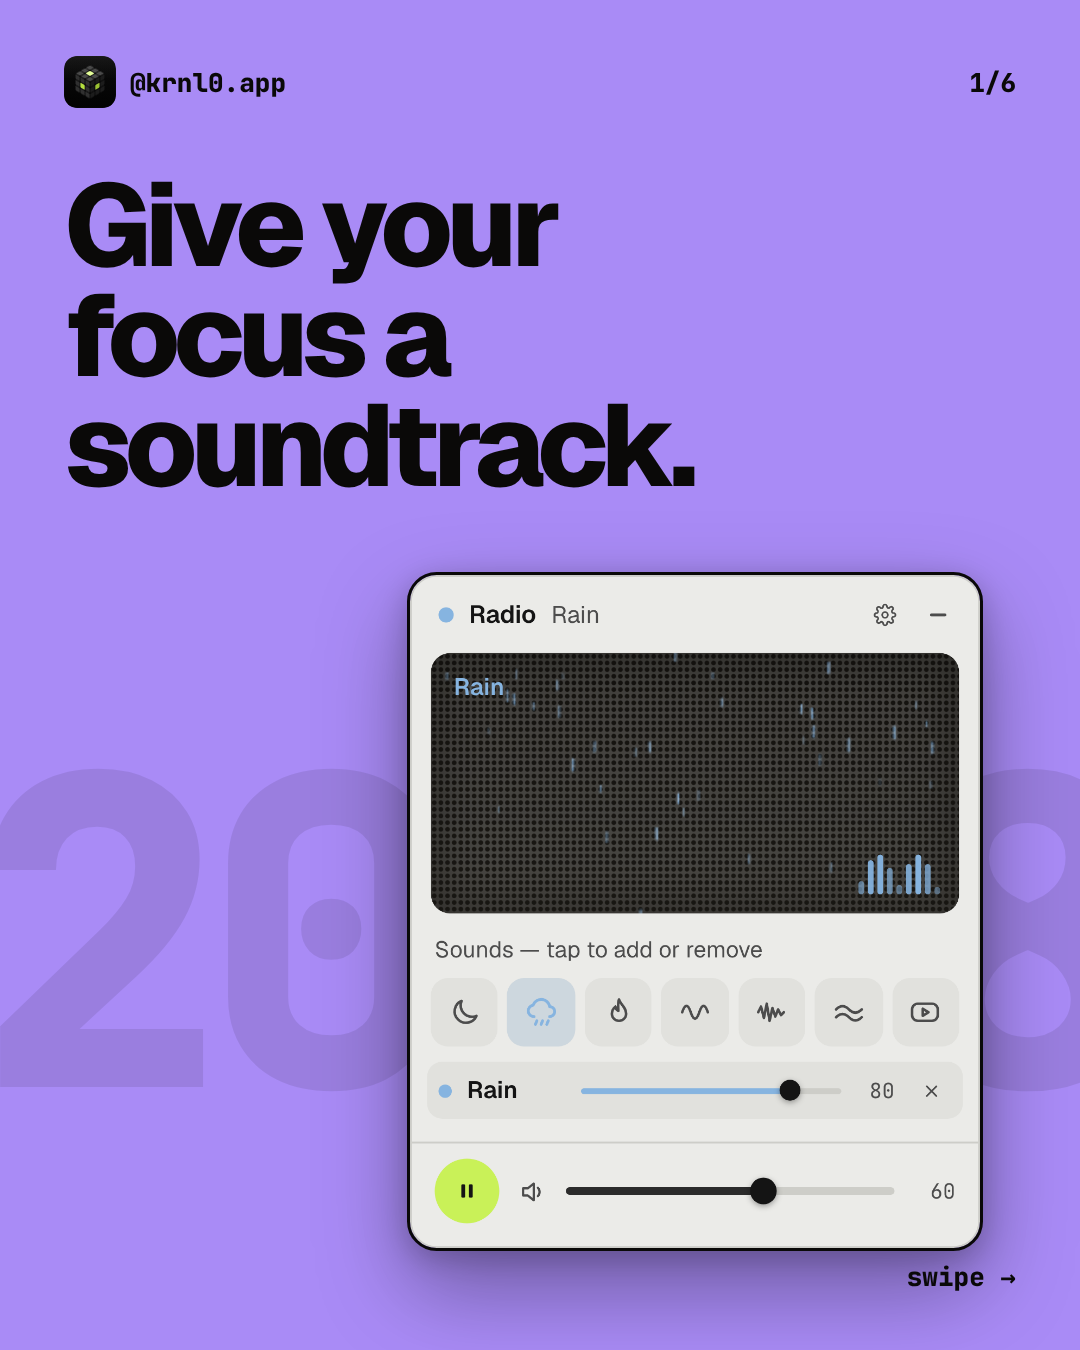 @krnl0.app
1/6
Give your
focus a
soundtrack.
Radio Rain
Rain
Sounds — tap to add or remove
Rain 80
60
swipe →